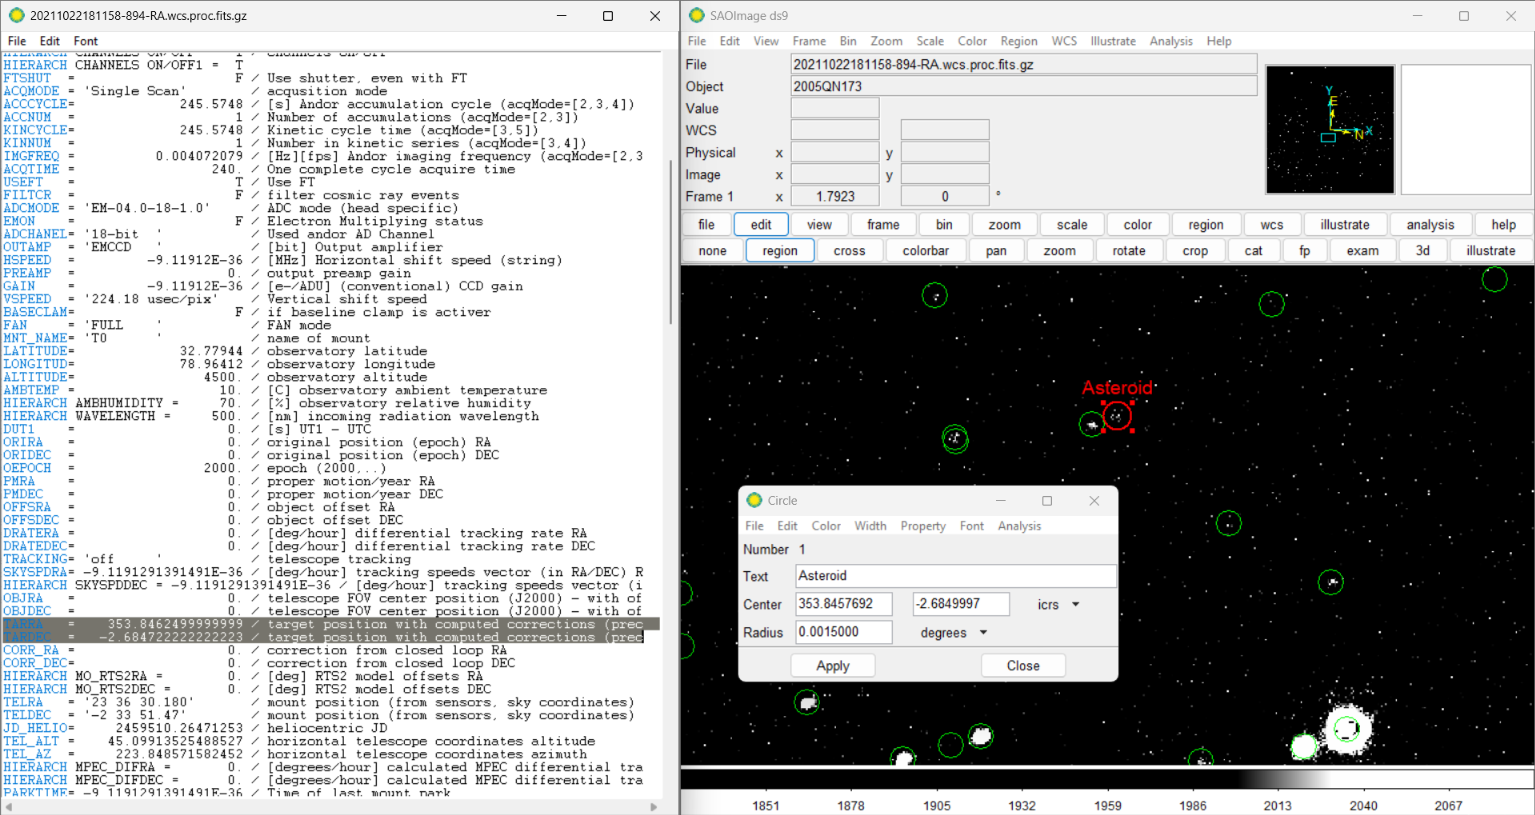 20211022181158-894-RA.wcs.proc.fits.gz
File Edit Font
HIERARCH CHANNELS ON/OFF1 = T
FTSHUT = F / Use shutter, even with FT
ACQMODE = 'Single Scan' / acqusition mode
ACCCYCLE= 245.5748 / [s] Andor accumulation cycle (acqMode=[2,3,4])
ACCNUM = 1 / Number of accumulations (acqMode=[2,3])
KINCYCLE= 245.5748 / Kinetic cycle time (acqMode=[3,5])
KINNUM = 1 / Number in kinetic series (acqMode=[3,4])
IMGFREQ = 0.004072079 / [Hz][fps] Andor imaging frequency (acqMode=[2,3
ACQTIME = 240. / One complete cycle acquire time
USEFT = T / Use FT
FILTCR = F / filter cosmic ray events
ADCMODE = 'EM-04.0-18-1.0' / ADC mode (head specific)
EMON = F / Electron Multiplying status
ADCHANEL= '18-bit ' / Used andor AD Channel
OUTAMP = 'EMCCD ' / [bit] Output amplifier
HSPEED = -9.11912E-36 / [MHz] Horizontal shift speed (string)
PREAMP = 0. / output preamp gain
GAIN = -9.11912E-36 / [e-/ADU] (conventional) CCD gain
VSPEED = '224.18 usec/pix' / Vertical shift speed
BASECLAM= F / if baseline clamp is activer
FAN = 'FULL ' / FAN mode
MNT_NAME= 'T0 ' / name of mount
LATITUDE= 32.77944 / observatory latitude
LONGITUD= 78.96412 / observatory longitude
ALTITUDE= 4500. / observatory altitude
AMBTEMP = 10. / [C] observatory ambient temperature
HIERARCH AMBHUMIDITY = 70. / [%] observatory relative humidity
HIERARCH WAVELENGTH = 500. / [nm] incoming radiation wavelength
DUT1 = 0. / [s] UT1 - UTC
ORIRA = 0. / original position (epoch) RA
ORIDEC = 0. / original position (epoch) DEC
OEPOCH = 2000. / epoch (2000,..)
PMRA = 0. / proper motion/year RA
PMDEC = 0. / proper motion/year DEC
OFFSRA = 0. / object offset RA
OFFSDEC = 0. / object offset DEC
DRATERA = 0. / [deg/hour] differential tracking rate RA
DRATEDEC= 0. / [deg/hour] differential tracking rate DEC
TRACKING= 'off ' / telescope tracking
SKYSPDRA= -9.1191291391491E-36 / [deg/hour] tracking speeds vector (in RA/DEC) R
HIERARCH SKYSPDDEC = -9.1191291391491E-36 / [deg/hour] tracking speeds vector (i
OBJRA = 0. / telescope FOV center position (J2000) - with of
OBJDEC = 0. / telescope FOV center position (J2000) - with of
TARRA = 353.8462499999999 / target position with computed corrections (prec
TARDEC = -2.684722222222223 / target position with computed corrections (prec
CORR_RA = 0. / correction from closed loop RA
CORR_DEC= 0. / correction from closed loop DEC
HIERARCH MO_RTS2RA = 0. / [deg] RTS2 model offsets RA
HIERARCH MO_RTS2DEC = 0. / [deg] RTS2 model offsets DEC
TELRA = '23 36 30.180' / mount position (from sensors, sky coordinates)
TELDEC = '-2 33 51.47' / mount position (from sensors, sky coordinates)
JD_HELIO= 2459510.26471253 / heliocentric JD
TEL_ALT = 45.09913525488527 / horizontal telescope coordinates altitude
TEL_AZ = 223.848571582452 / horizontal telescope coordinates azimuth
HIERARCH MPEC_DIFRA = 0. / [degrees/hour] calculated MPEC differential tra
HIERARCH MPEC_DIFDEC = 0. / [degrees/hour] calculated MPEC differential tra
PARKTIME= -9.1191291391491E-36 / Time of last mount park
SAOImage ds9
File Edit View Frame Bin Zoom Scale Color Region WCS Illustrate Analysis Help
File 20211022181158-894-RA.wcs.proc.fits.gz
Object 2005QN173
Value
WCS
Physical x y
Image x y
Frame 1 x 1.7923 0 °
Y
E
X
N
file edit view frame bin zoom scale color region wcs illustrate analysis help
none region cross colorbar pan zoom rotate crop cat fp exam 3d illustrate
Asteroid
Circle
File Edit Color Width Property Font Analysis
Number 1
Text Asteroid
Center 353.8457692 -2.6849997 icrs
Radius 0.0015000 degrees
Apply Close
1851 1878 1905 1932 1959 1986 2013 2040 2067